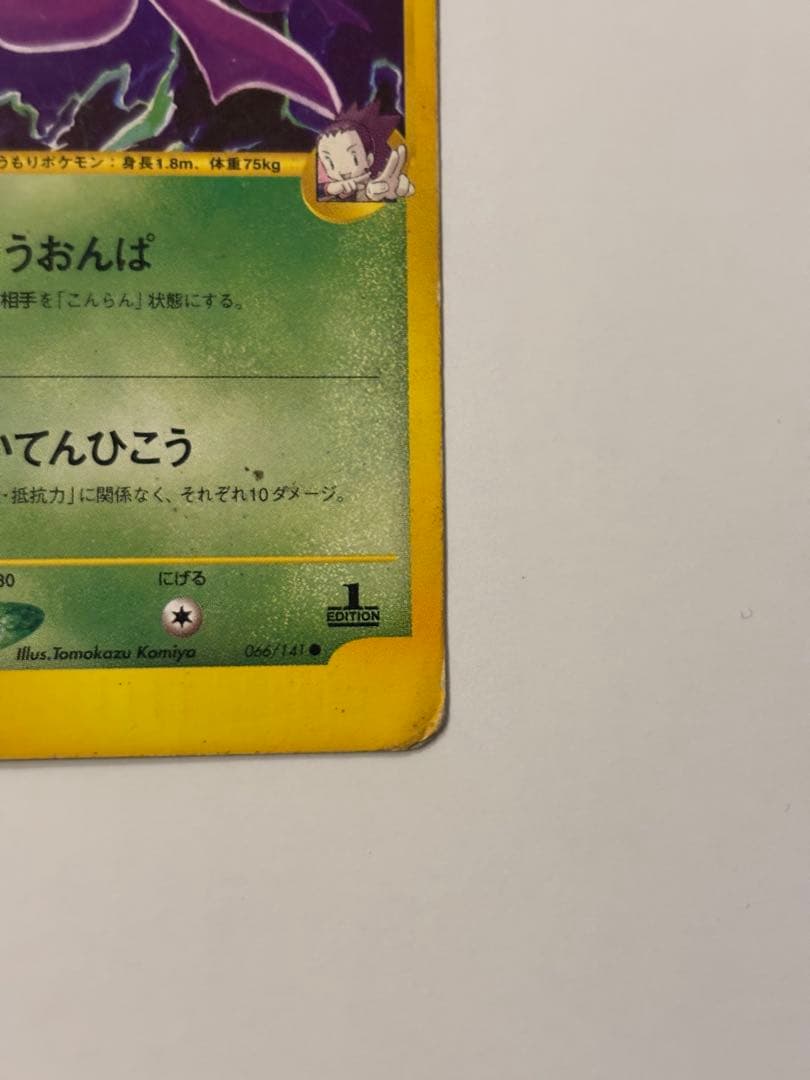 うもりポケモン：身長1.8m、体重75kg
うおんぱ
相手を「こんらん」状態にする。
いてんひこう
・抵抗力」に関係なく、それぞれ10ダメージ。
30 にげる
1
EDITION
Illus.Tomokazu Komiya 066/141●